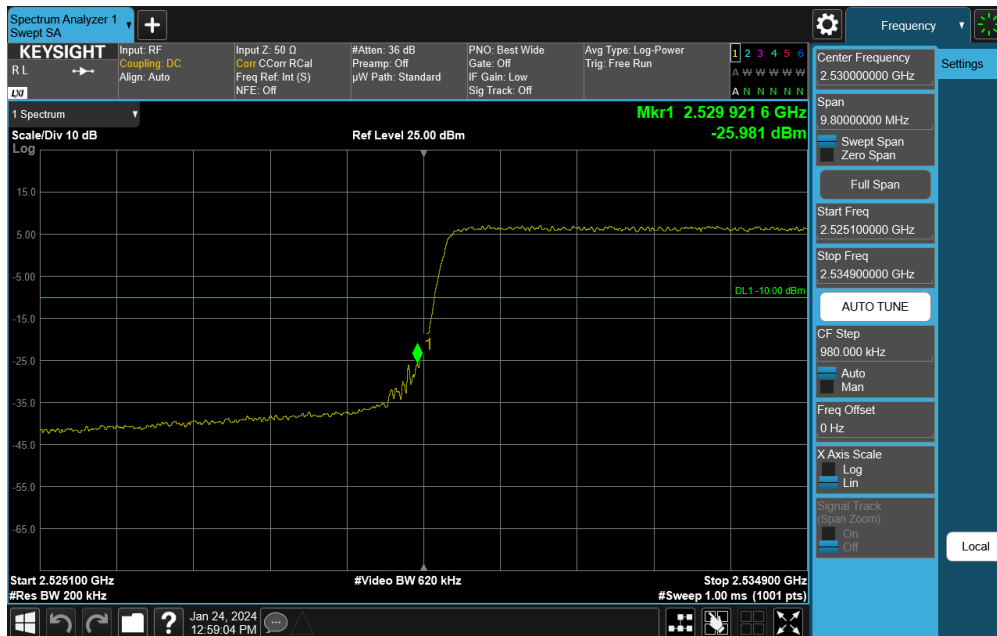 Spectrum Analyzer 1
Swept SA
Frequency
KEYSIGHT
R L
LXI
Input: RF
Coupling: DC
Align: Auto
Input Z: 50 Ω
Corr CCorr RCal
Freq Ref: Int (S)
NFE: Off
#Atten: 36 dB
Preamp: Off
µW Path: Standard
PNO: Best Wide
Gate: Off
IF Gain: Low
Sig Track: Off
Avg Type: Log-Power
Trig: Free Run
1 2 3 4 5 6
A W W W W W
A N N N N N
1 Spectrum
Scale/Div 10 dB
Log
Ref Level 25.00 dBm
Mkr1 2.529 921 6 GHz
-25.981 dBm
15.0
5.00
-5.00
-15.0
-25.0
-35.0
-45.0
-55.0
-65.0
DL1 -10.00 dBm
1
Start 2.525100 GHz
#Res BW 200 kHz
#Video BW 620 kHz
Stop 2.534900 GHz
#Sweep 1.00 ms (1001 pts)
Center Frequency
2.530000000 GHz
Settings
Span
9.80000000 MHz
Swept Span
Zero Span
Full Span
Start Freq
2.525100000 GHz
Stop Freq
2.534900000 GHz
AUTO TUNE
CF Step
980.000 kHz
Auto
Man
Freq Offset
0 Hz
X Axis Scale
Log
Lin
Signal Track
(Span Zoom)
On
Off
Local
?
Jan 24, 2024
12:59:04 PM